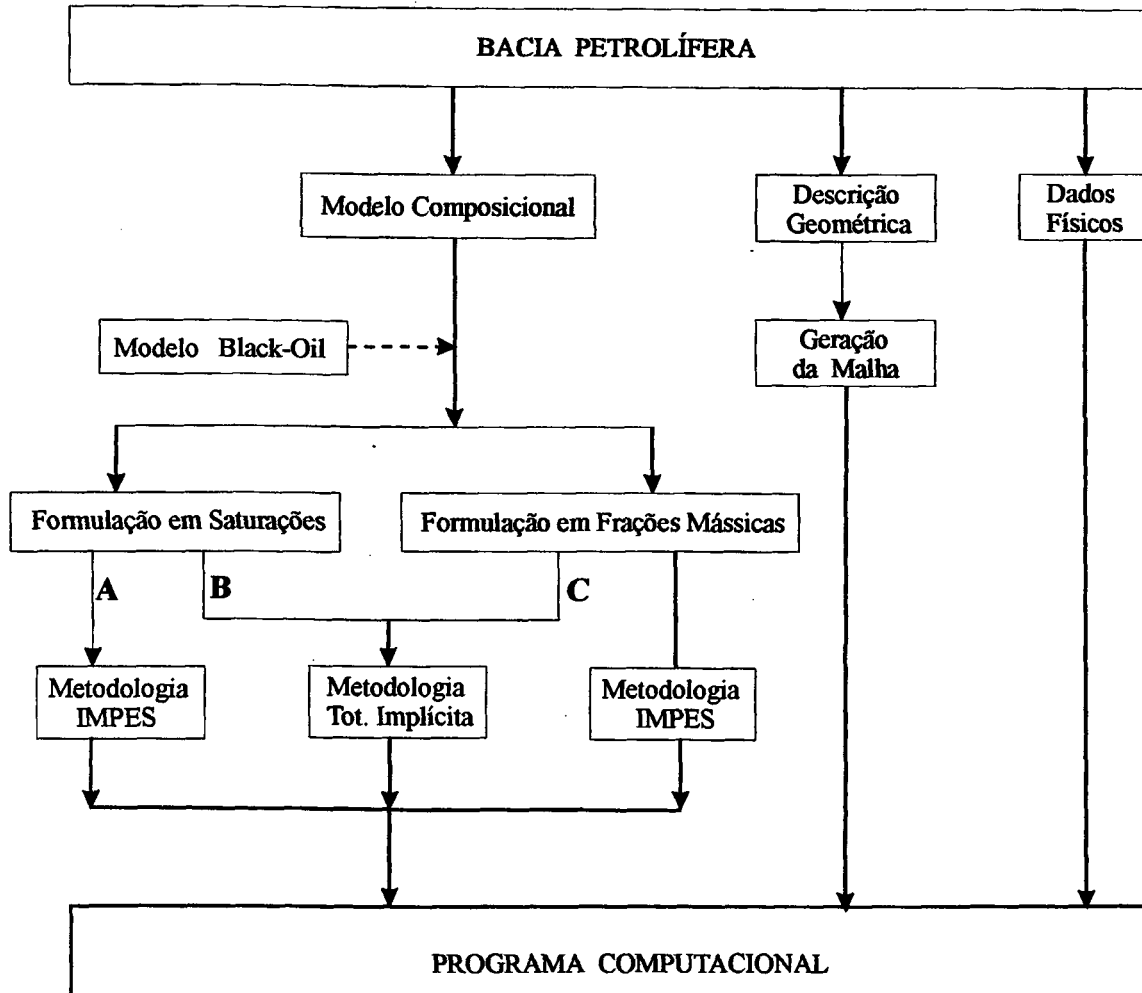 BACIA PETROLÍFERA
Modelo Composicional
Descrição
Geométrica
Dados
Físicos
Modelo Black-Oil
Geração
da Malha
Formulação em Saturações
Formulação em Frações Mássicas
A
B
C
Metodologia
IMPES
Metodologia
Tot. Implícita
Metodologia
IMPES
PROGRAMA COMPUTACIONAL